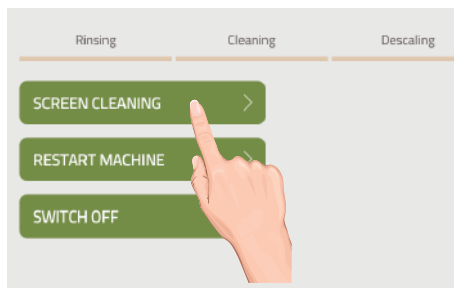 Rinsing Cleaning Descaling
SCREEN CLEANING
RESTART MACHINE
SWITCH OFF